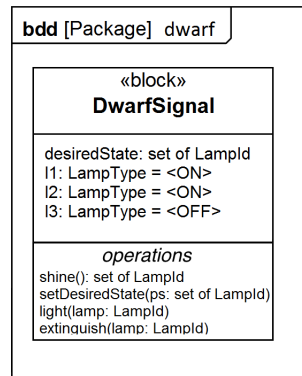 bdd [Package] dwarf
«block»
DwarfSignal
desiredState: set of LampId
l1: LampType = <ON>
l2: LampType = <ON>
l3: LampType = <OFF>
operations
shine(): set of LampId
setDesiredState(ps: set of LampId)
light(lamp: LampId)
extinguish(lamp: LampId)